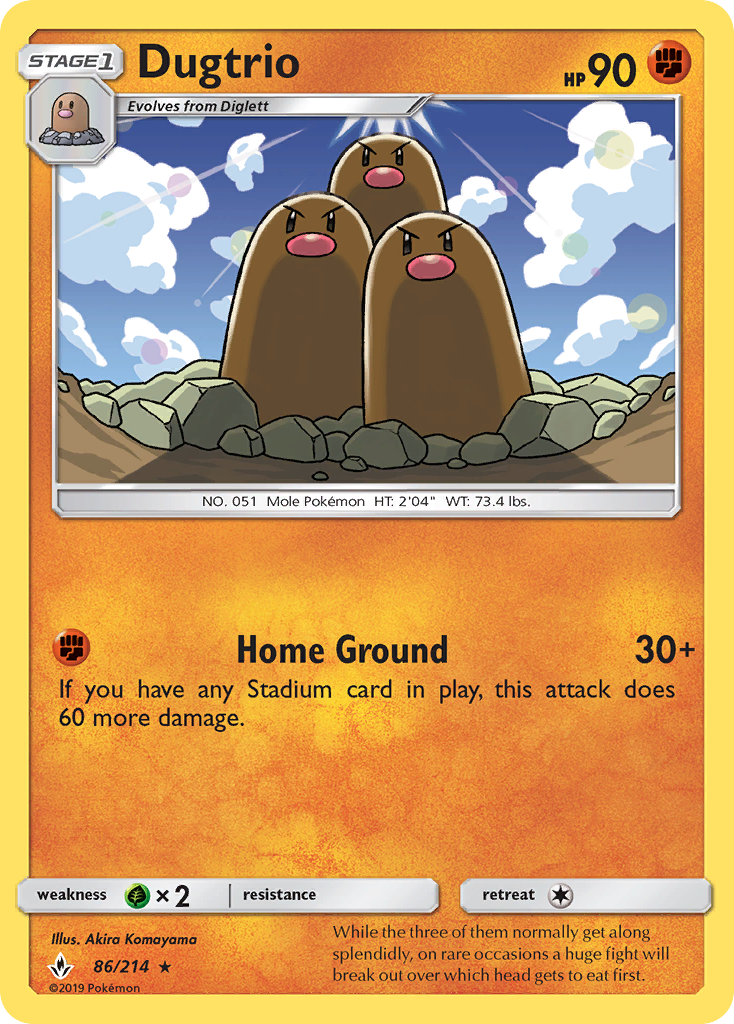 STAGE1
Dugtrio
HP90
Evolves from Diglett
NO. 051 Mole Pokémon HT: 2'04" WT: 73.4 lbs.
Home Ground 30+
If you have any Stadium card in play, this attack does
60 more damage.
weakness ×2 resistance retreat
Illus. Akira Komayama
86/214 ★
©2019 Pokémon
While the three of them normally get along
splendidly, on rare occasions a huge fight will
break out over which head gets to eat first.